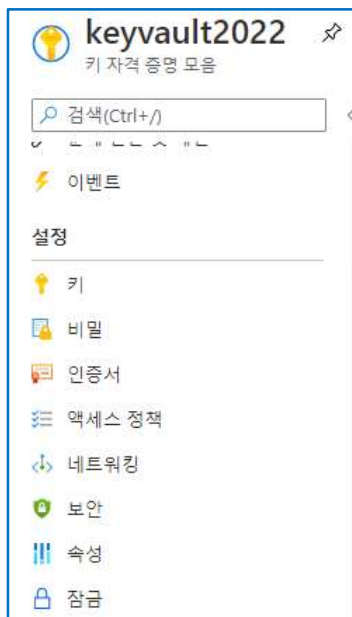 keyvault2022
키 자격 증명 모음
검색(Ctrl+/)
이벤트
설정
키
비밀
인증서
액세스 정책
네트워킹
보안
속성
잠금